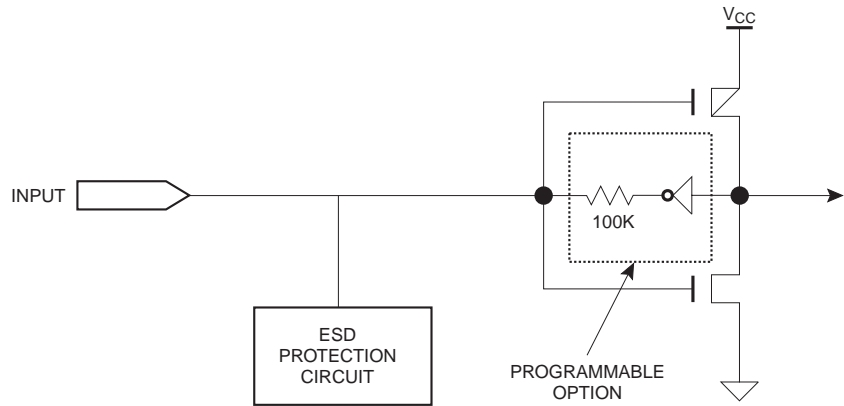 VCC
INPUT
100K
ESD
PROTECTION
CIRCUIT
PROGRAMMABLE
OPTION